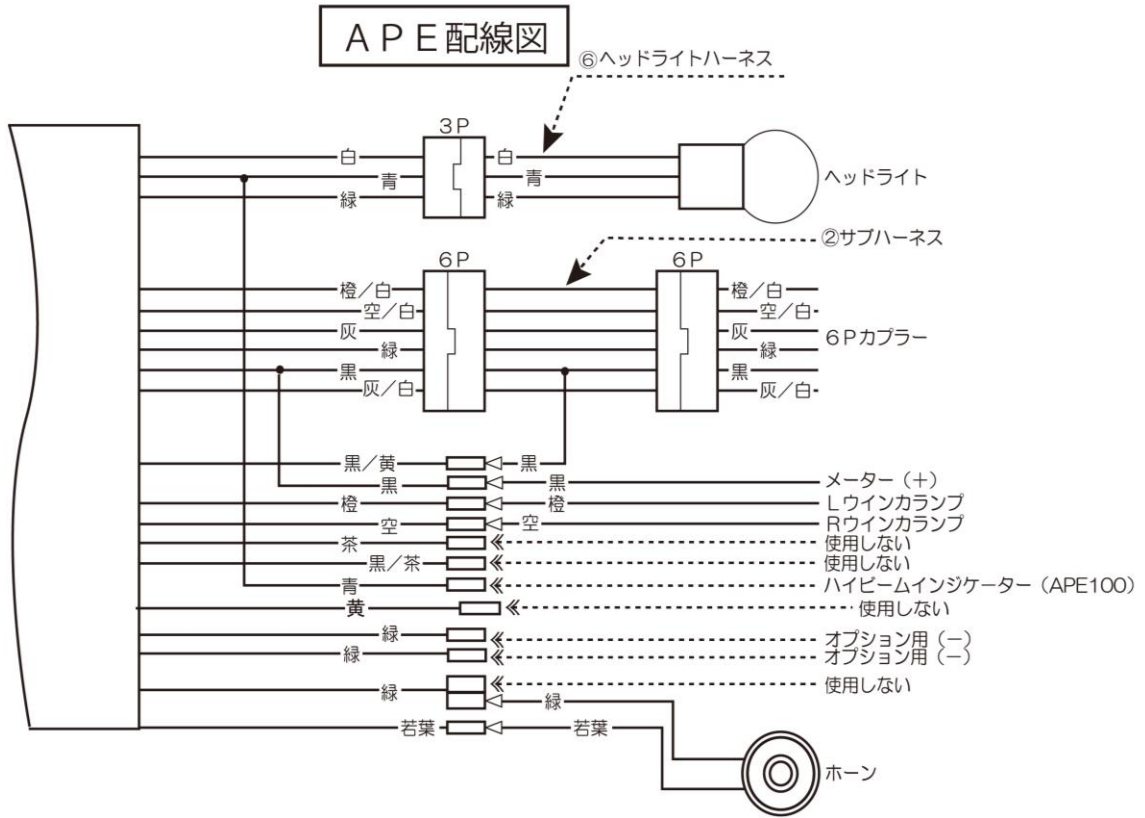 APE配線図
⑥ヘッドライトハーネス
3P
白 白
青 青
緑 緑
ヘッドライト
②サブハーネス
6P 6P
橙／白 橙／白
空／白 空／白
灰 灰
緑 緑
6Pカプラー
黒 黒
灰／白 灰／白
黒／黄 黒
黒 黒 メーター（＋）
橙 橙 Lウインカランプ
空 空 Rウインカランプ
茶 使用しない
黒／茶 使用しない
青 ハイビームインジケーター（APE100）
黄 使用しない
緑 オプション用（－）
緑 オプション用（－）
使用しない
緑 緑
若葉 若葉
ホーン